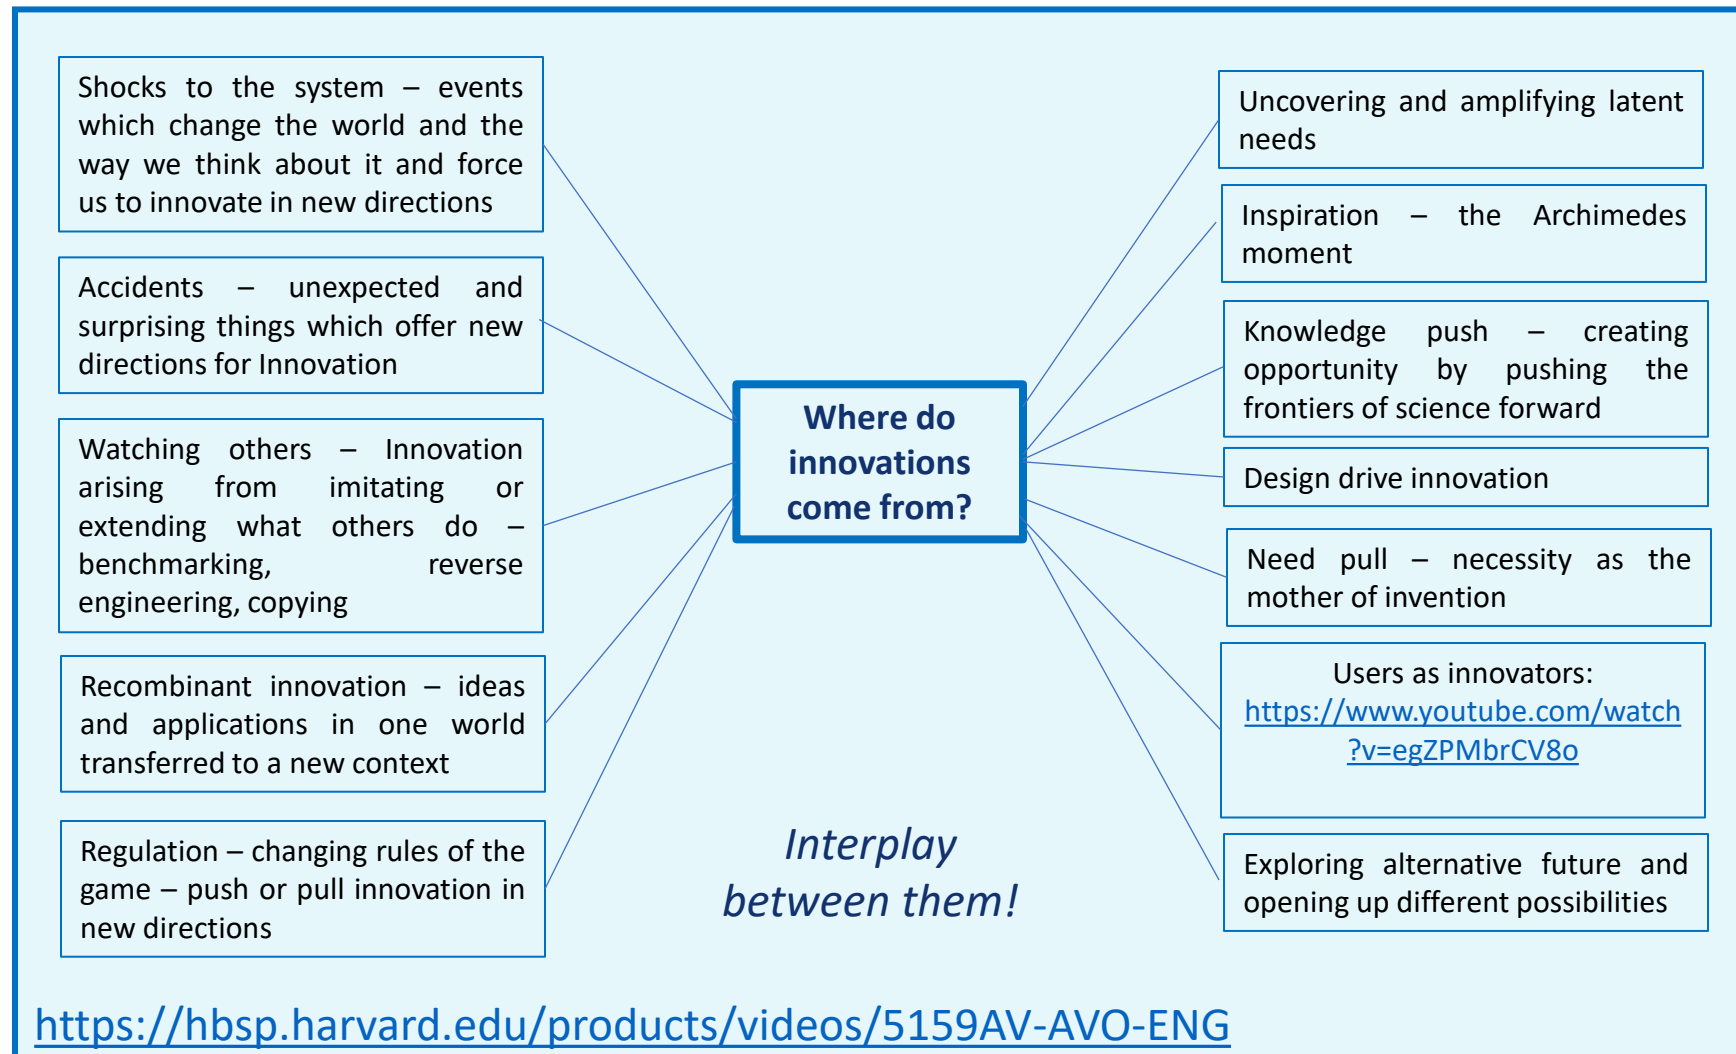 Shocks to the system – events
which change the world and the
way we think about it and force
us to innovate in new directions
Accidents – unexpected and
surprising things which offer new
directions for Innovation
Watching others – Innovation
arising from imitating or
extending what others do –
benchmarking, reverse
engineering, copying
Recombinant innovation – ideas
and applications in one world
transferred to a new context
Regulation – changing rules of the
game – push or pull innovation in
new directions
Where do
innovations
come from?
Interplay
between them!
Uncovering and amplifying latent
needs
Inspiration – the Archimedes
moment
Knowledge push – creating
opportunity by pushing the
frontiers of science forward
Design drive innovation
Need pull – necessity as the
mother of invention
Users as innovators:
https://www.youtube.com/watch
?v=egZPMbrCV8o
Exploring alternative future and
opening up different possibilities
https://hbsp.harvard.edu/products/videos/5159AV-AVO-ENG